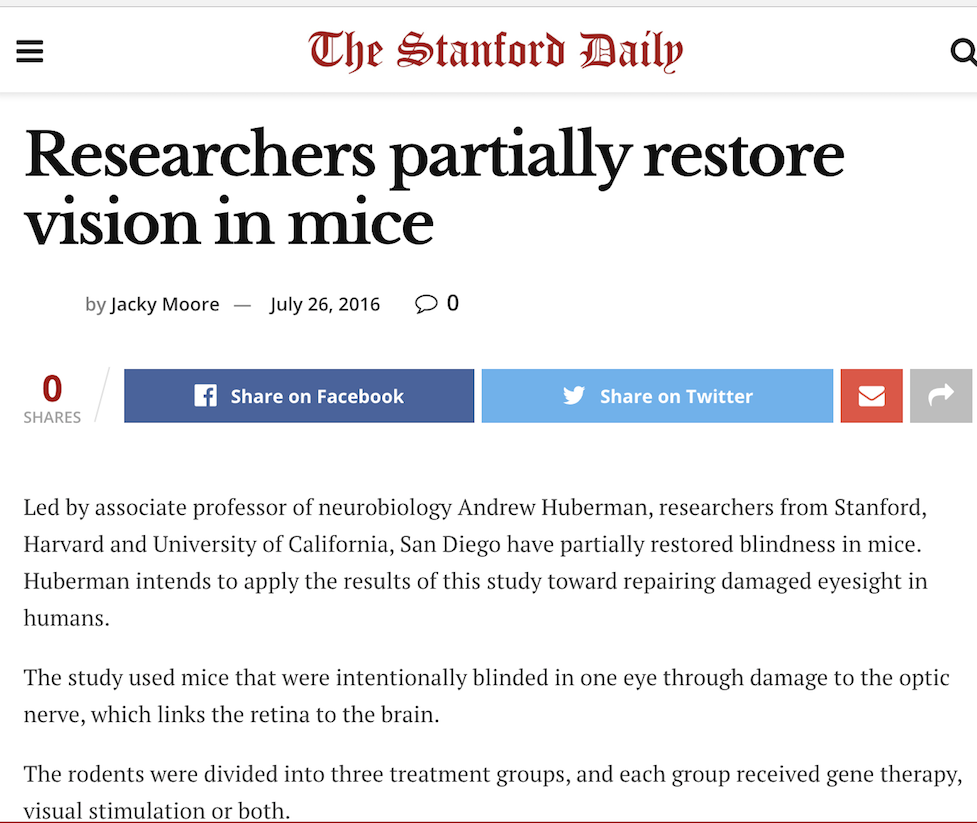 The Stanford Daily
Researchers partially restore
vision in mice
by Jacky Moore — July 26, 2016 0
0
SHARES
Share on Facebook
Share on Twitter
Led by associate professor of neurobiology Andrew Huberman, researchers from Stanford,
Harvard and University of California, San Diego have partially restored blindness in mice.
Huberman intends to apply the results of this study toward repairing damaged eyesight in
humans.
The study used mice that were intentionally blinded in one eye through damage to the optic
nerve, which links the retina to the brain.
The rodents were divided into three treatment groups, and each group received gene therapy,
visual stimulation or both.